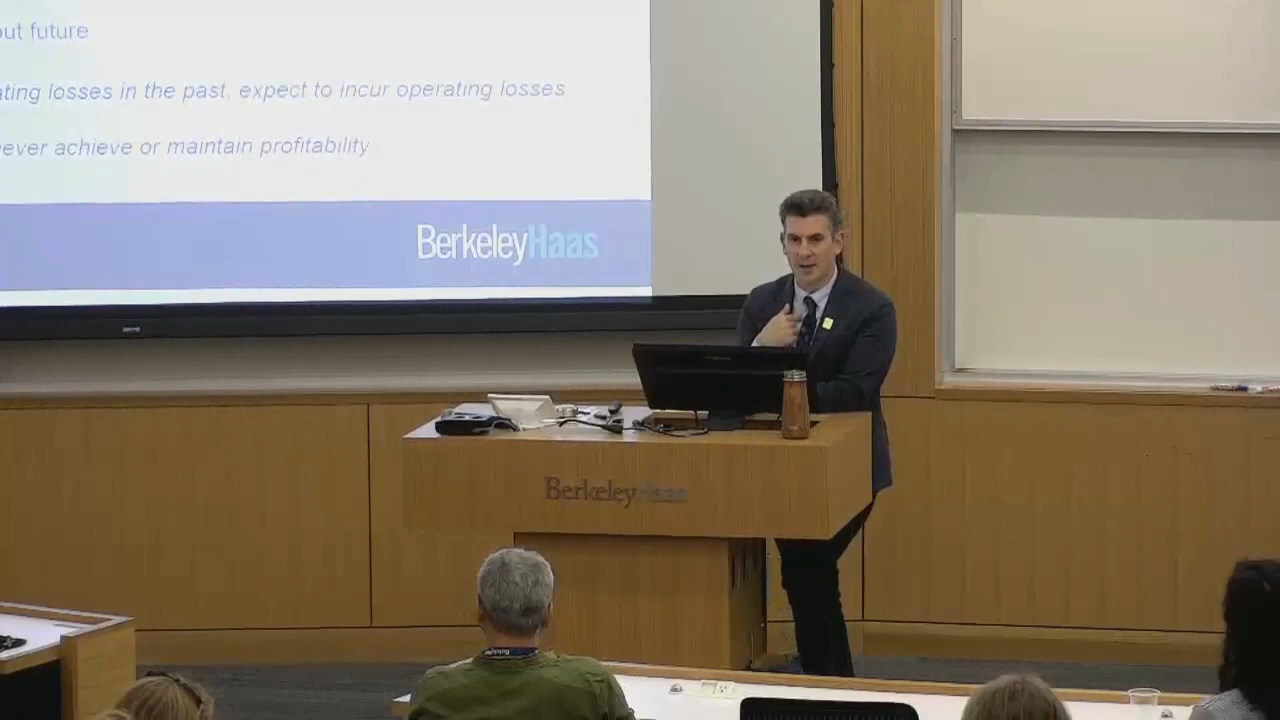 out future
ating losses in the past, expect to incur operating losses
never achieve or maintain profitability
BerkeleyHaas
BerkeleyHaas